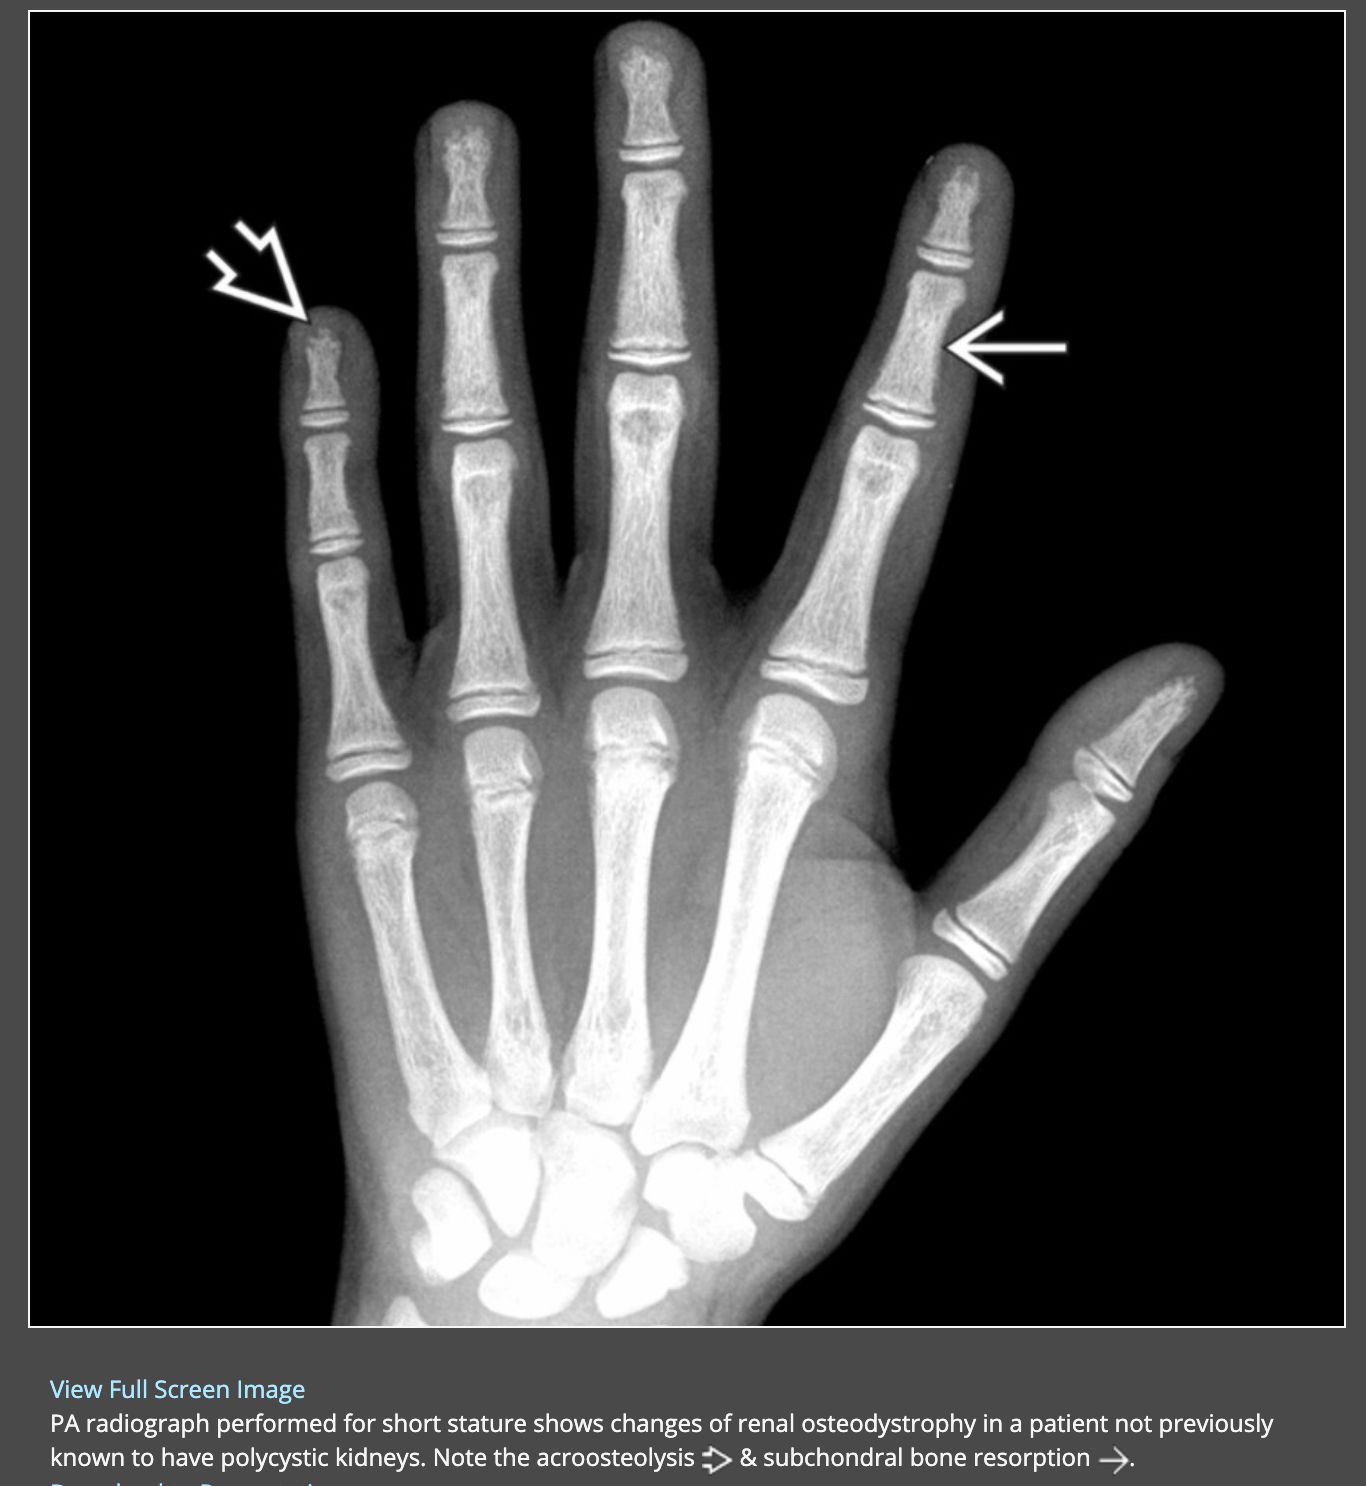 View Full Screen Image
PA radiograph performed for short stature shows changes of renal osteodystrophy in a patient not previously
known to have polycystic kidneys. Note the acroosteolysis & subchondral bone resorption .